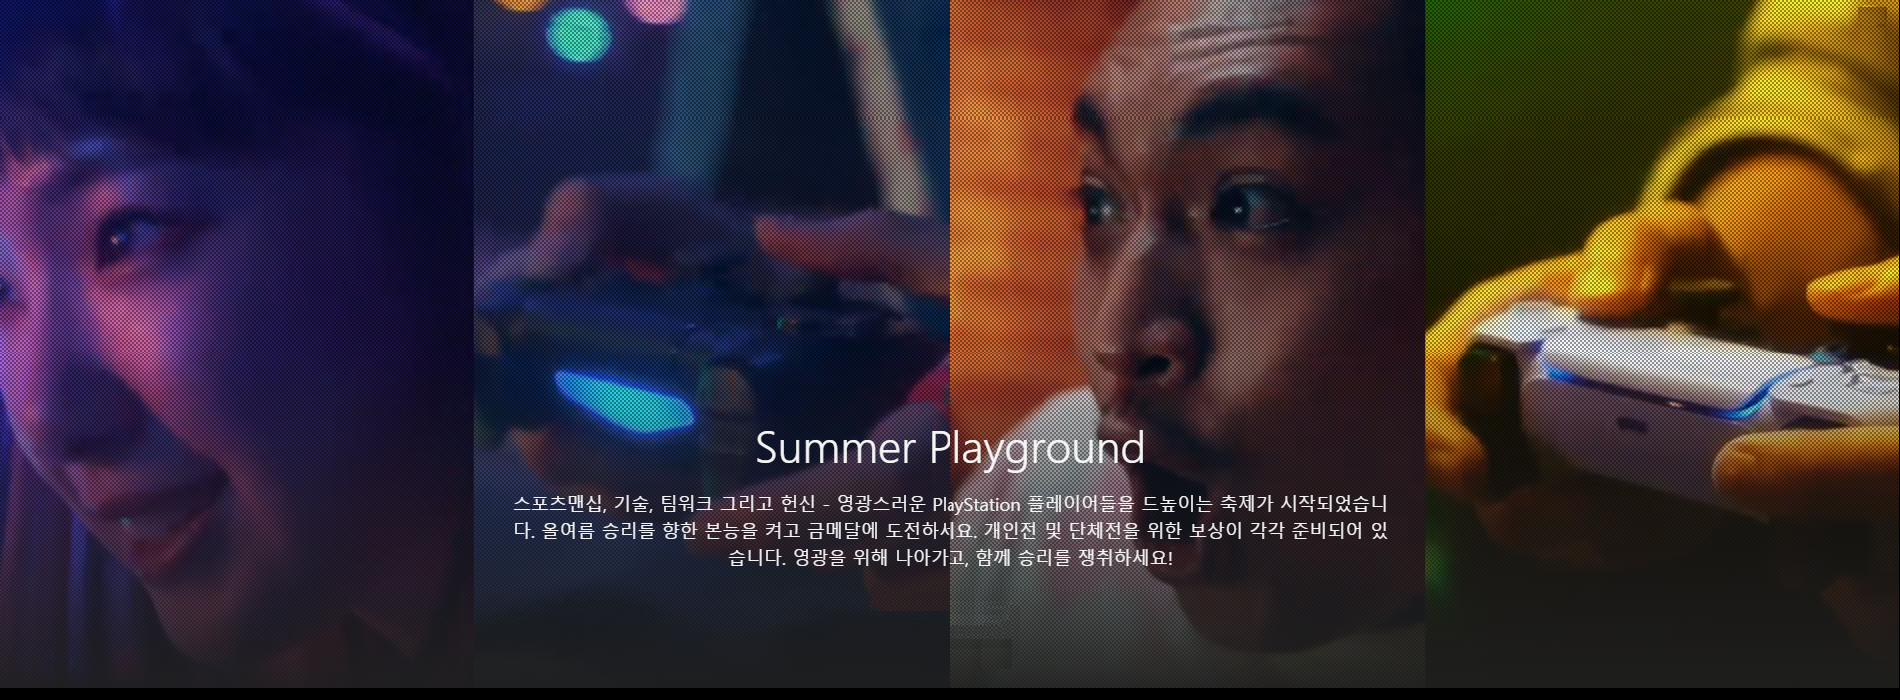 Summer Playground
스포츠맨십, 기술, 팀워크 그리고 헌신 - 영광스러운 PlayStation 플레이어들을 드높이는 축제가 시작되었습니
다. 올여름 승리를 향한 본능을 켜고 금메달에 도전하세요. 개인전 및 단체전을 위한 보상이 각각 준비되어 있
습니다. 영광을 위해 나아가고, 함께 승리를 쟁취하세요!